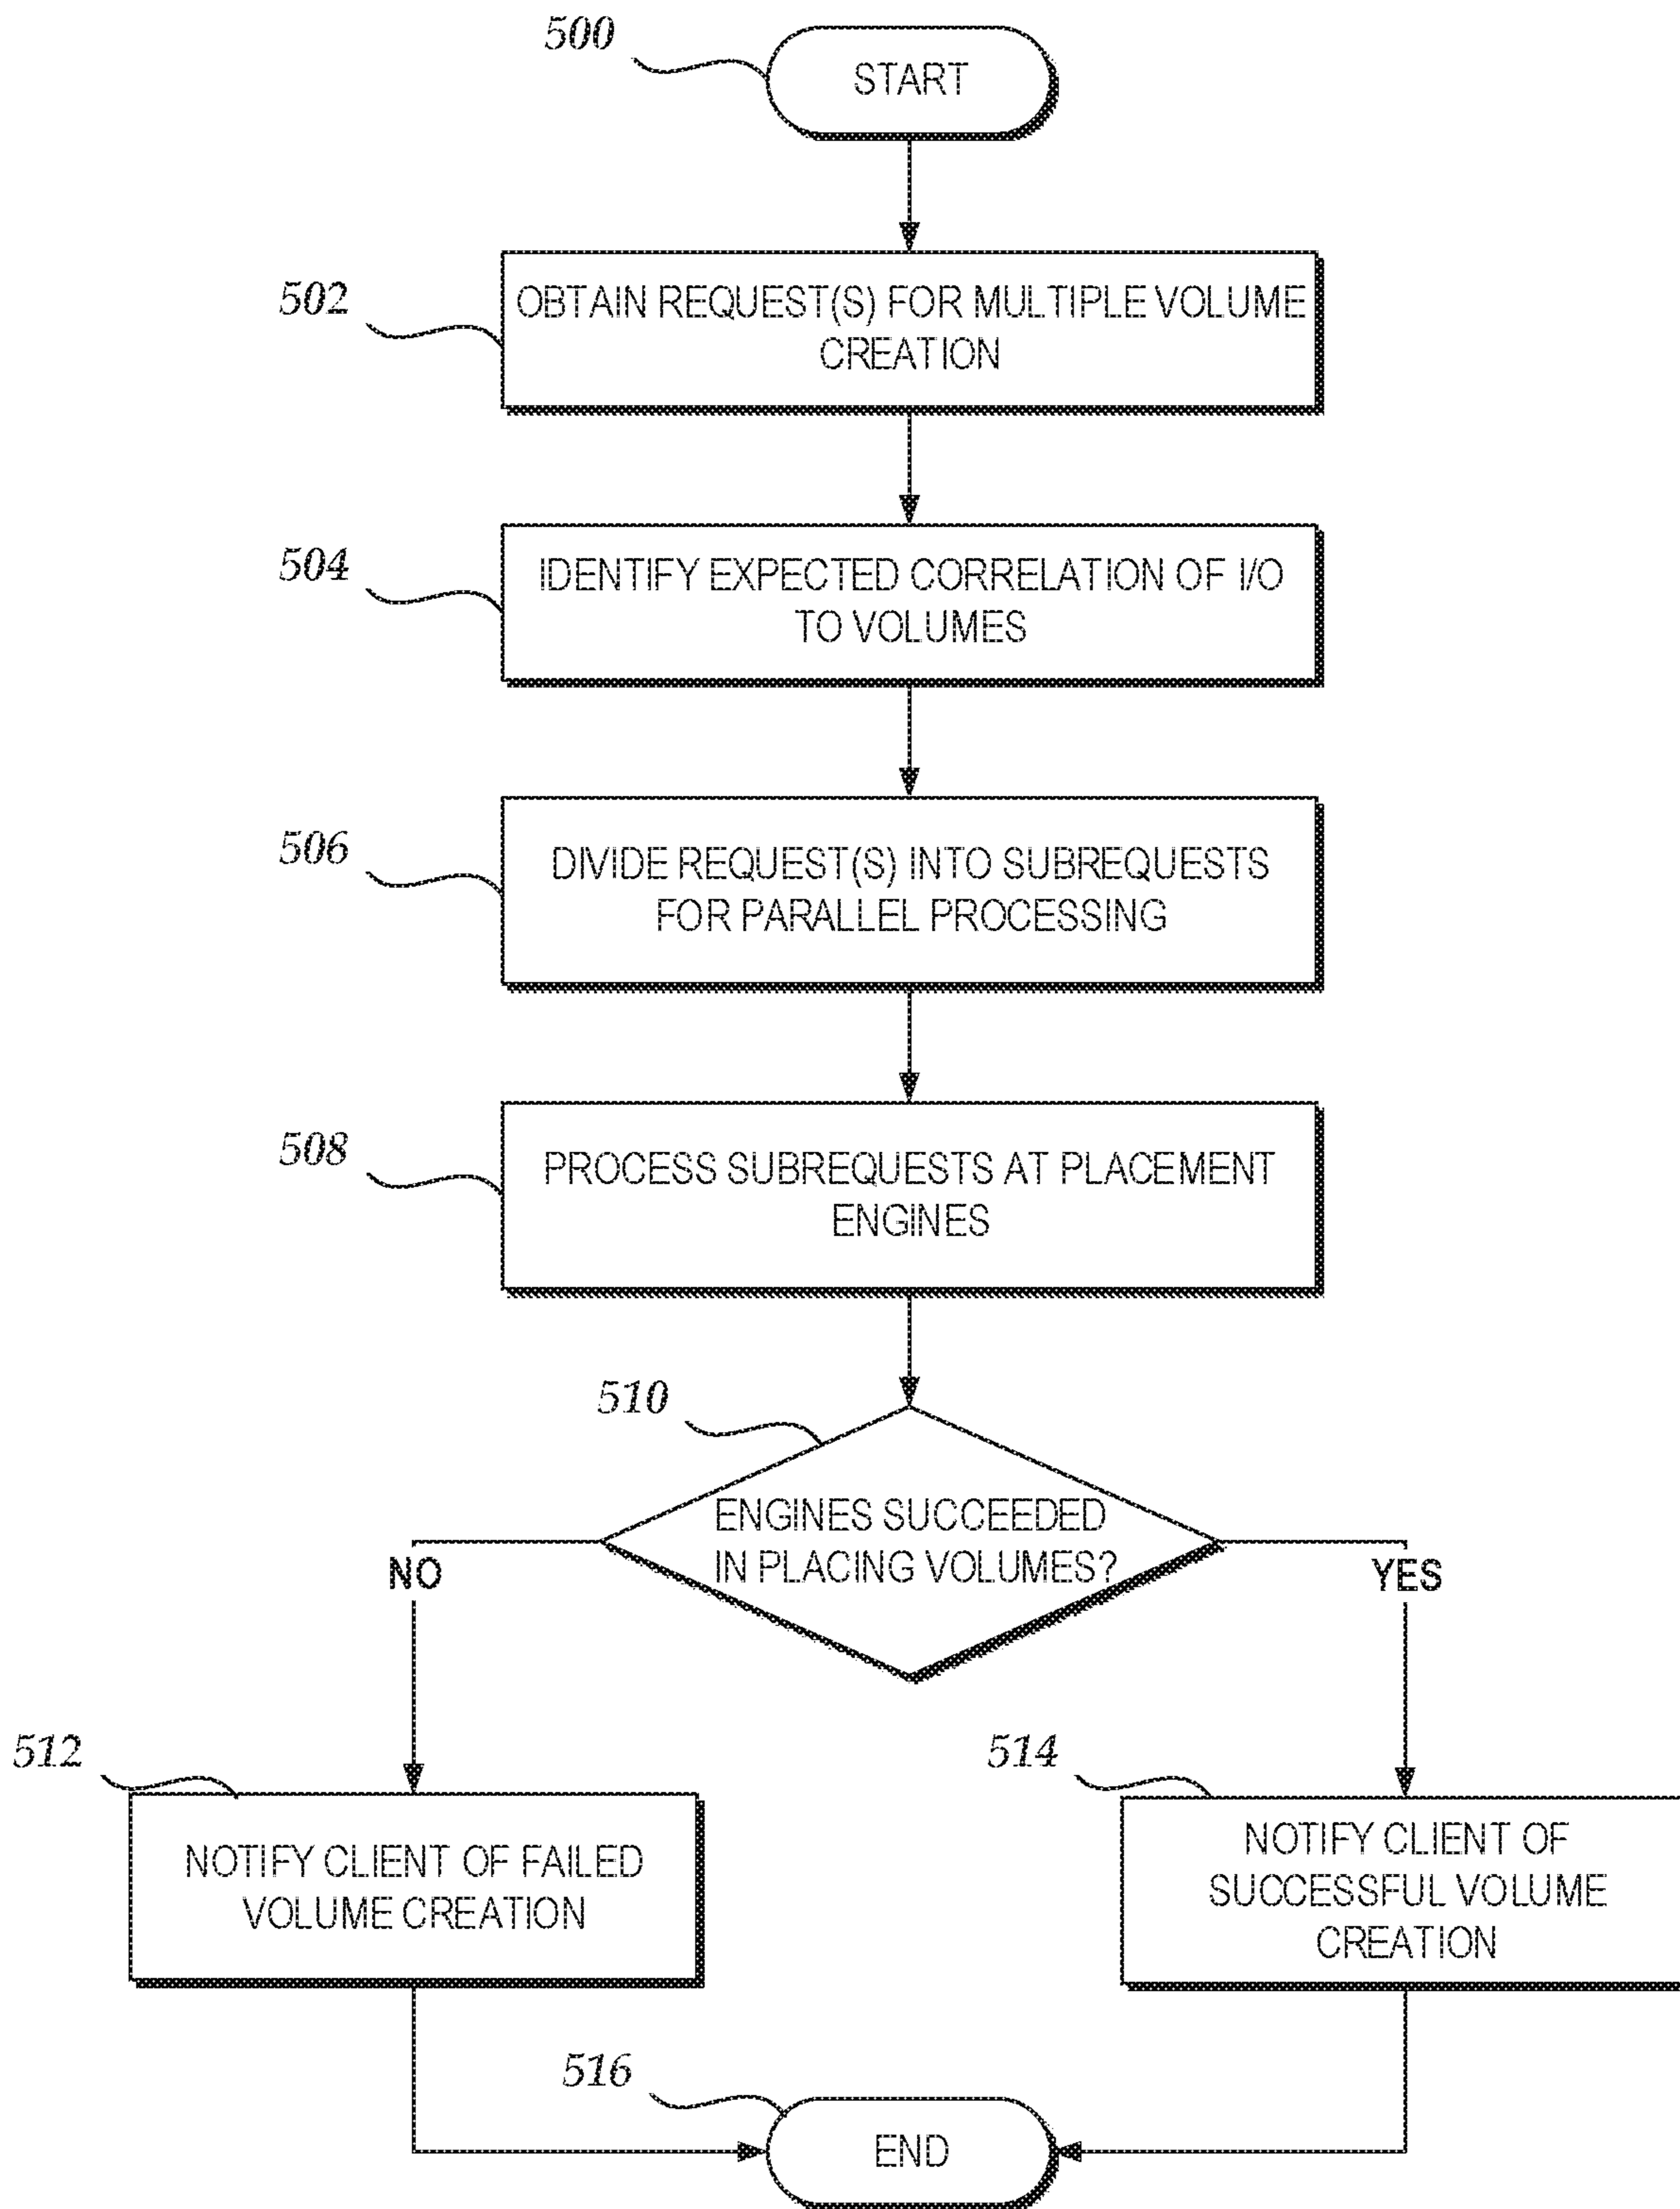 500
START
502
OBTAIN REQUEST(S) FOR MULTIPLE VOLUME
CREATION
504
IDENTIFY EXPECTED CORRELATION OF I/O
TO VOLUMES
506
DIVIDE REQUEST(S) INTO SUBREQUESTS
FOR PARALLEL PROCESSING
508
PROCESS SUBREQUESTS AT PLACEMENT
ENGINES
510
ENGINES SUCCEEDED
IN PLACING VOLUMES?
NO
YES
512
NOTIFY CLIENT OF FAILED
VOLUME CREATION
514
NOTIFY CLIENT OF
SUCCESSFUL VOLUME
CREATION
516
END